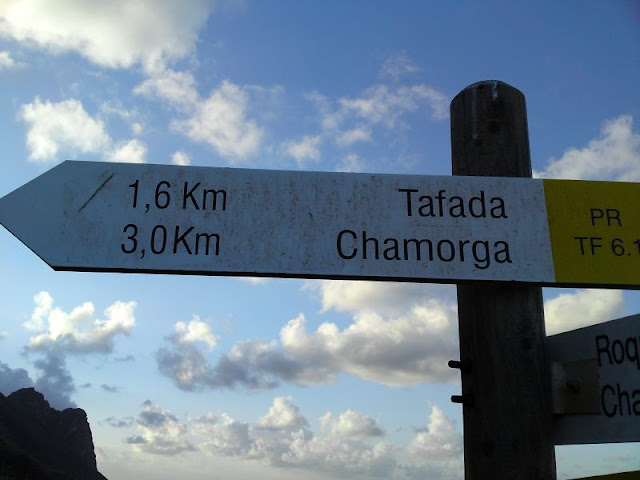 1,6 Km Tafada
3,0Km Chamorga
PR
TF 6.1
Roq
Cha